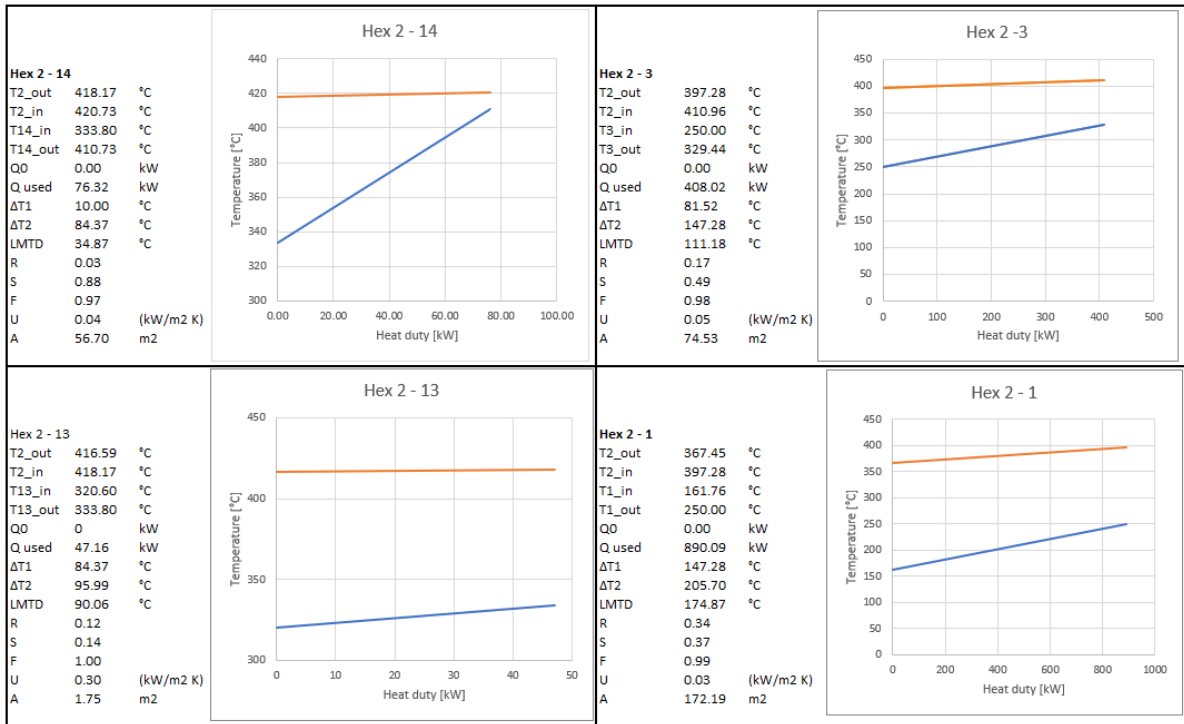 Hex 2 - 14
Hex 2 - 14
T2_out 418.17 °C
T2_in 420.73 °C
T14_in 333.80 °C
T14_out 410.73 °C
Q0 0.00 kW
Q used 76.32 kW
ΔT1 10.00 °C
ΔT2 84.37 °C
LMTD 34.87 °C
R 0.03
S 0.88
F 0.97
U 0.04 (kW/m2 K)
A 56.70 m2
Temperature [°C]
440
420
400
380
360
340
320
300
0.00 20.00 40.00 60.00 80.00 100.00
Heat duty [kW]
Hex 2 -3
Hex 2 - 3
T2_out 397.28 °C
T2_in 410.96 °C
T3_in 250.00 °C
T3_out 329.44 °C
Q0 0.00 kW
Q used 408.02 kW
ΔT1 81.52 °C
ΔT2 147.28 °C
LMTD 111.18 °C
R 0.17
S 0.49
F 0.98
U 0.05 (kW/m2 K)
A 74.53 m2
Temperature [°C]
450
400
350
300
250
200
150
100
50
0
0 100 200 300 400 500
Heat duty [kW]
Hex 2 - 13
Hex 2 - 13
T2_out 416.59 °C
T2_in 418.17 °C
T13_in 320.60 °C
T13_out 333.80 °C
Q0 0 kW
Q used 47.16 kW
ΔT1 84.37 °C
ΔT2 95.99 °C
LMTD 90.06 °C
R 0.12
S 0.14
F 1.00
U 0.30 (kW/m2 K)
A 1.75 m2
Temperature [°C]
450
400
350
300
0 10 20 30 40 50
Heat duty [kW]
Hex 2 - 1
Hex 2 - 1
T2_out 367.45 °C
T2_in 397.28 °C
T1_in 161.76 °C
T1_out 250.00 °C
Q0 0.00 kW
Q used 890.09 kW
ΔT1 147.28 °C
ΔT2 205.70 °C
LMTD 174.87 °C
R 0.34
S 0.37
F 0.99
U 0.03 (kW/m2 K)
A 172.19 m2
Temperature [°C]
450
400
350
300
250
200
150
100
50
0
0 200 400 600 800 1000
Heat duty [kW]